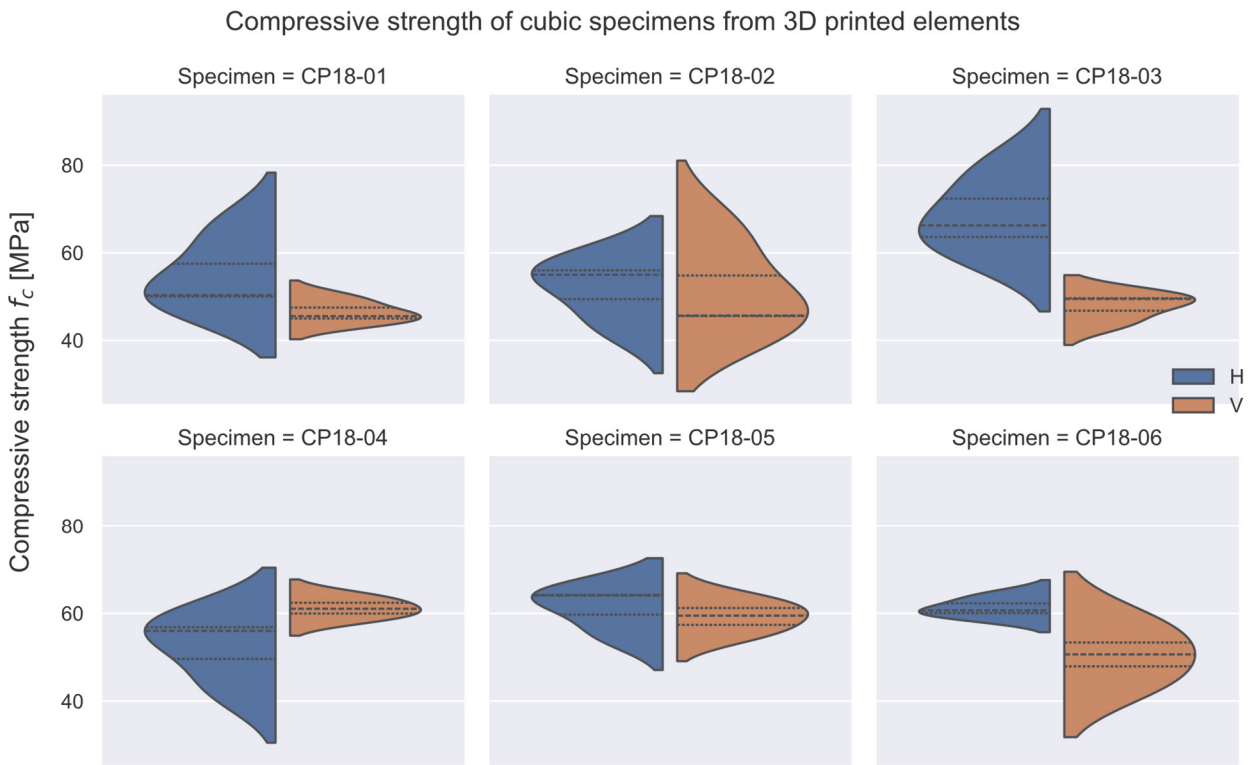 Compressive strength of cubic specimens from 3D printed elements
Specimen = CP18-01
Specimen = CP18-02
Specimen = CP18-03
80
60
40
Compressive strength f_c [MPa]
H
V
Specimen = CP18-04
Specimen = CP18-05
Specimen = CP18-06
80
60
40